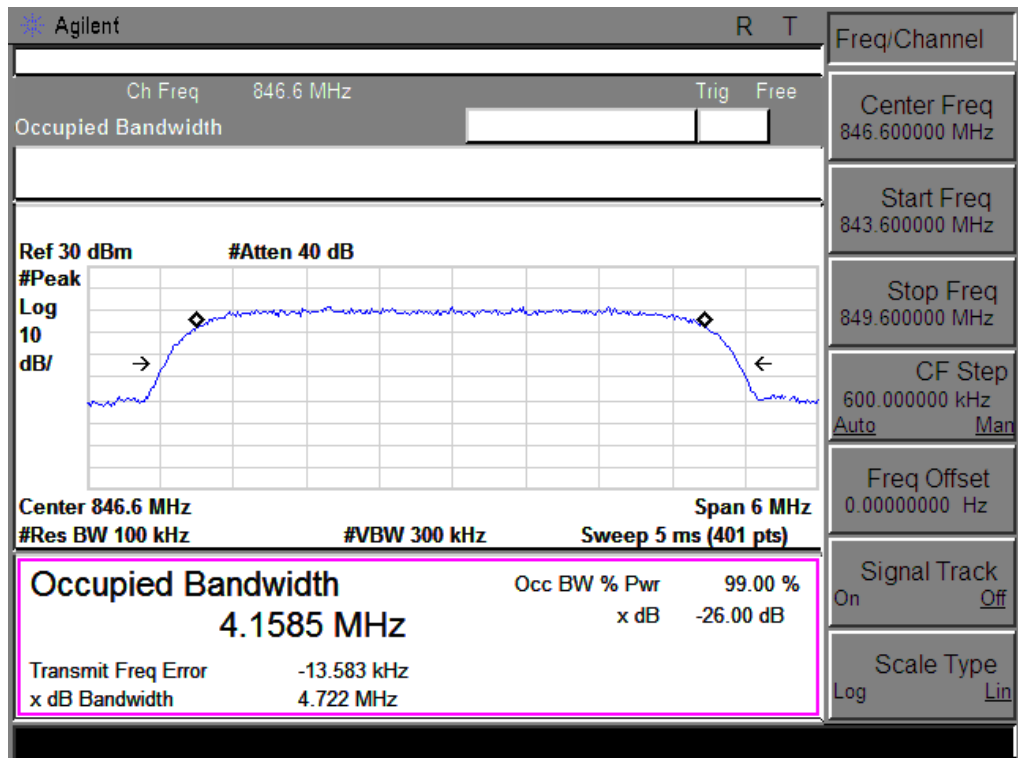 Agilent R T
Ch Freq 846.6 MHz Trig Free
Occupied Bandwidth
Ref 30 dBm #Atten 40 dB
#Peak
Log
10
dB/
Center 846.6 MHz Span 6 MHz
#Res BW 100 kHz #VBW 300 kHz Sweep 5 ms (401 pts)
Occupied Bandwidth Occ BW % Pwr 99.00 %
4.1585 MHz x dB -26.00 dB
Transmit Freq Error -13.583 kHz
x dB Bandwidth 4.722 MHz
Freq/Channel
Center Freq
846.600000 MHz
Start Freq
843.600000 MHz
Stop Freq
849.600000 MHz
CF Step
600.000000 kHz
Auto Man
Freq Offset
0.00000000 Hz
Signal Track
On Off
Scale Type
Log Lin